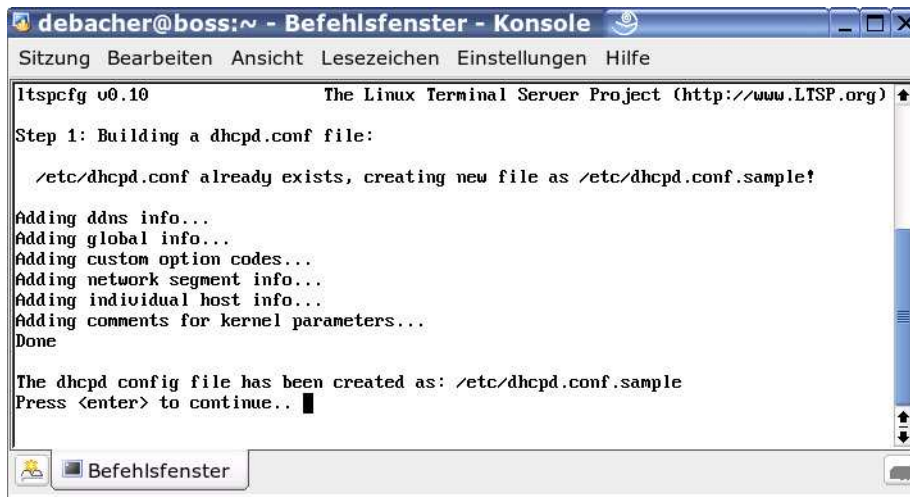 debacher@boss:~ - Befehlsfenster - Konsole
Sitzung Bearbeiten Ansicht Lesezeichen Einstellungen Hilfe
ltspcfg v0.10 The Linux Terminal Server Project (http://www.LTSP.org)
Step 1: Building a dhcpd.conf file:
/etc/dhcpd.conf already exists, creating new file as /etc/dhcpd.conf.sample!
Adding ddns info...
Adding global info...
Adding custom option codes...
Adding network segment info...
Adding individual host info...
Adding comments for kernel parameters...
Done
The dhcpd config file has been created as: /etc/dhcpd.conf.sample
Press <enter> to continue..
Befehlsfenster